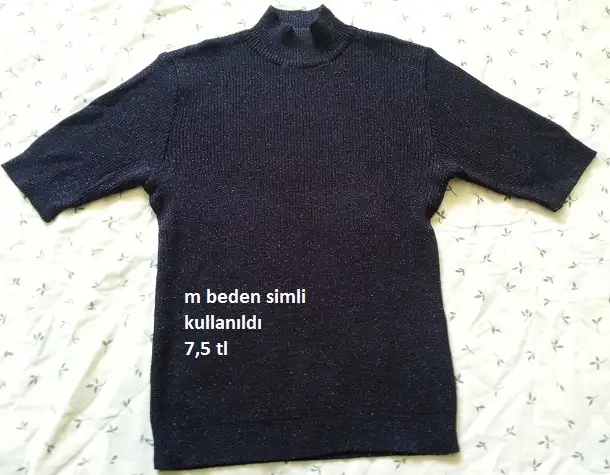 m beden simli
kullanıldı
7,5 tl